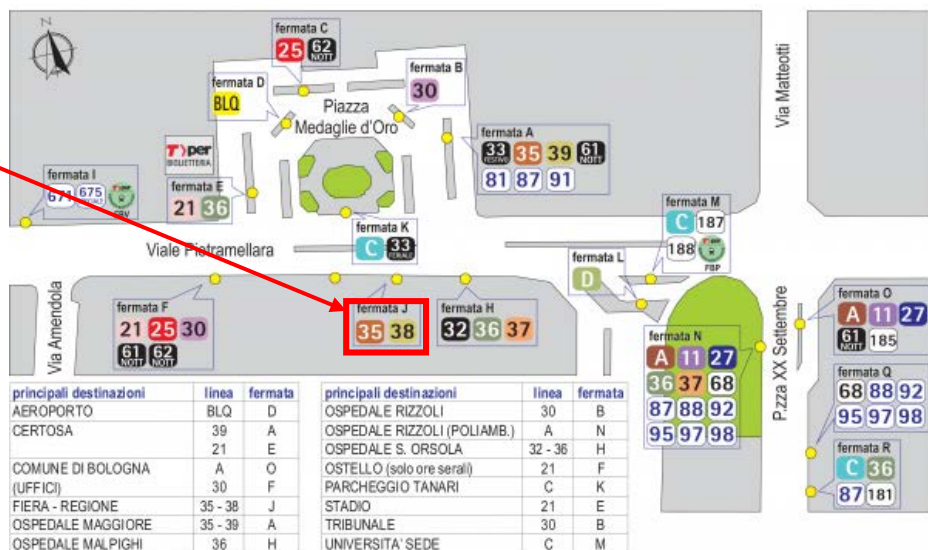 N
fermata C
25 62 NOTT
fermata D
BLQ
fermata B
30
Piazza
Medaglie d'Oro
Via Matteotti
fermata A
33 FESTIVO 35 39 61 NOTT
81 87 91
T>per
BIGLIETTERIA
fermata I
671 675
fermata E
21 36
fermata K
C 33 FERIALE
fermata M
C 187
188
FBP
fermata L
D
Viale Pietramellara
Via Amendola
fermata F
21 25 30
61 NOTT 62 NOTT
fermata J
35 38
fermata H
32 36 37
fermata N
A 11 27
36 37 68
87 88 92
95 97 98
P.zza XX Settembre
fermata O
A 11 27
61 NOTT 185
fermata Q
68 88 92
95 97 98
fermata R
C 36
87 181
principali destinazioni linea fermata
AEROPORTO BLQ D
CERTOSA 39 A
21 E
COMUNE DI BOLOGNA A O
(UFFICI) 30 F
FIERA - REGIONE 35 - 38 J
OSPEDALE MAGGIORE 35 - 39 A
OSPEDALE MALPIGHI 36 H
principali destinazioni linea fermata
OSPEDALE RIZZOLI 30 B
OSPEDALE RIZZOLI (POLIAMB.) A N
OSPEDALE S. ORSOLA 32 - 36 H
OSTELLO (solo ore serali) 21 F
PARCHEGGIO TANARI C K
STADIO 21 E
TRIBUNALE 30 B
UNIVERSITA' SEDE C M